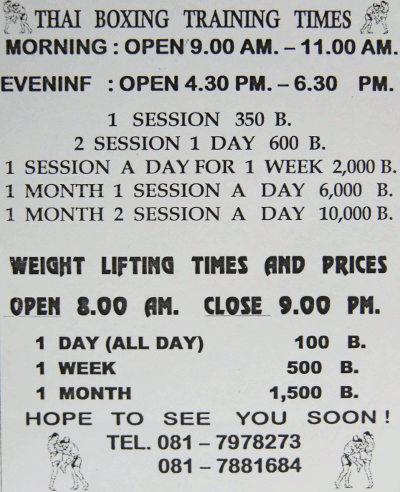 THAI BOXING TRAINING TIMES
MORNING : OPEN 9.00 AM. – 11.00 AM.
EVENINF : OPEN 4.30 PM. – 6.30 PM.
1 SESSION 350 B.
2 SESSION 1 DAY 600 B.
1 SESSION A DAY FOR 1 WEEK 2,000 B.
1 MONTH 1 SESSION A DAY 6,000 B.
1 MONTH 2 SESSION A DAY 10,000 B.
WEIGHT LIFTING TIMES AND PRICES
OPEN 8.00 AM. CLOSE 9.00 PM.
1 DAY (ALL DAY) 100 B.
1 WEEK 500 B.
1 MONTH 1,500 B.
HOPE TO SEE YOU SOON !
TEL. 081 – 7978273
081 – 7881684